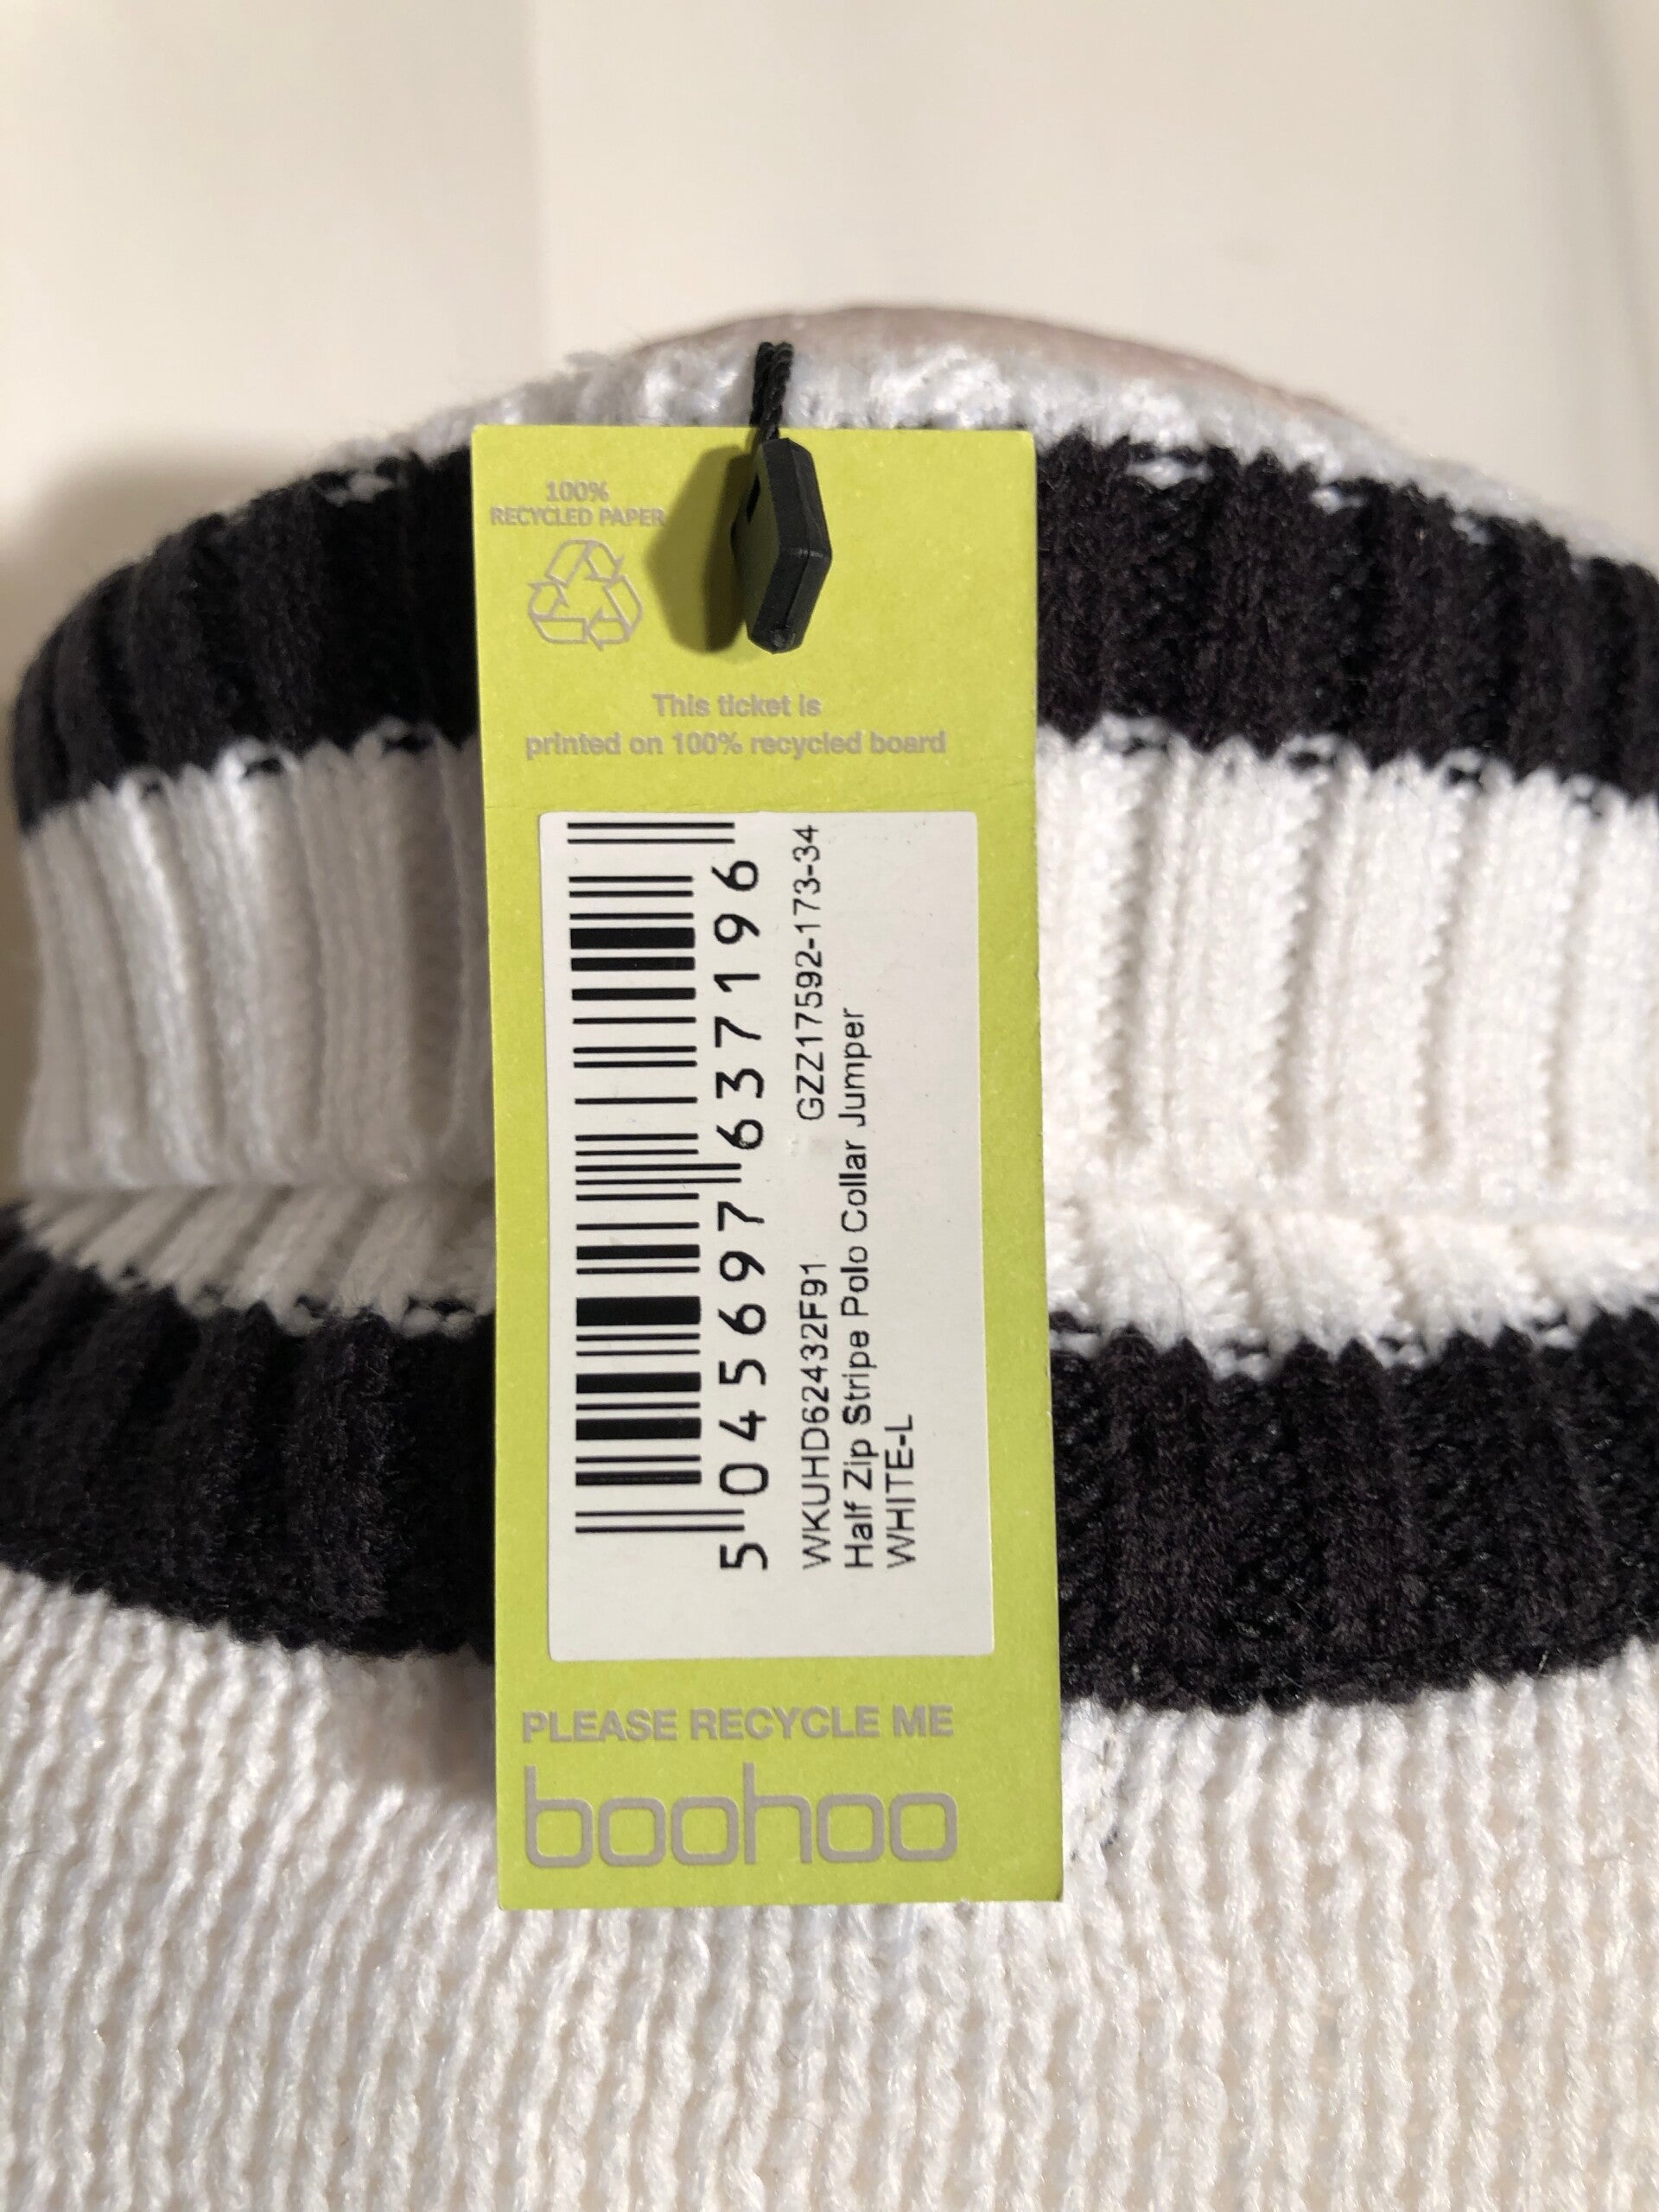 100%
RECYCLED PAPER
This ticket is
printed on 100% recycled board
5 045697 637196
WKUHD62432F91 GZZ17592-173-34
Half Zip Stripe Polo Collar Jumper
WHITE-L
PLEASE RECYCLE ME
boohoo